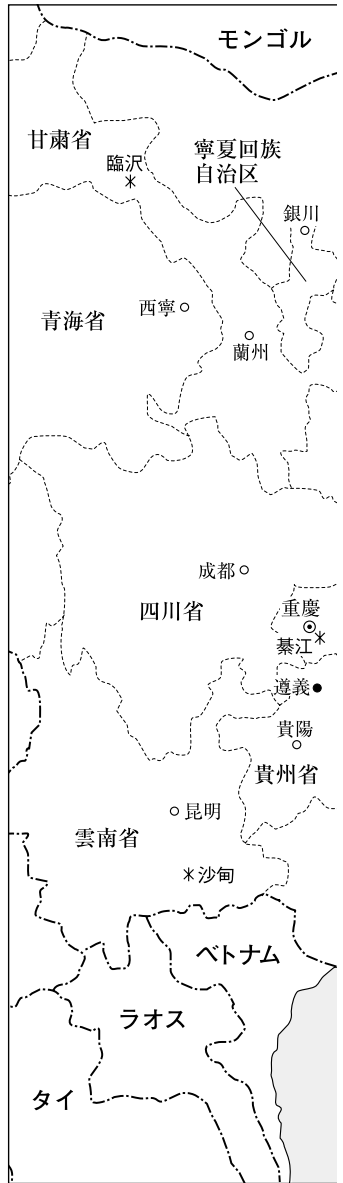 モンゴル
甘粛省
臨沢
寧夏回族
自治区
銀川
西寧
青海省
蘭州
成都
四川省
重慶
綦江
遵義
貴陽
貴州省
昆明
雲南省
沙甸
ベトナム
ラオス
タイ